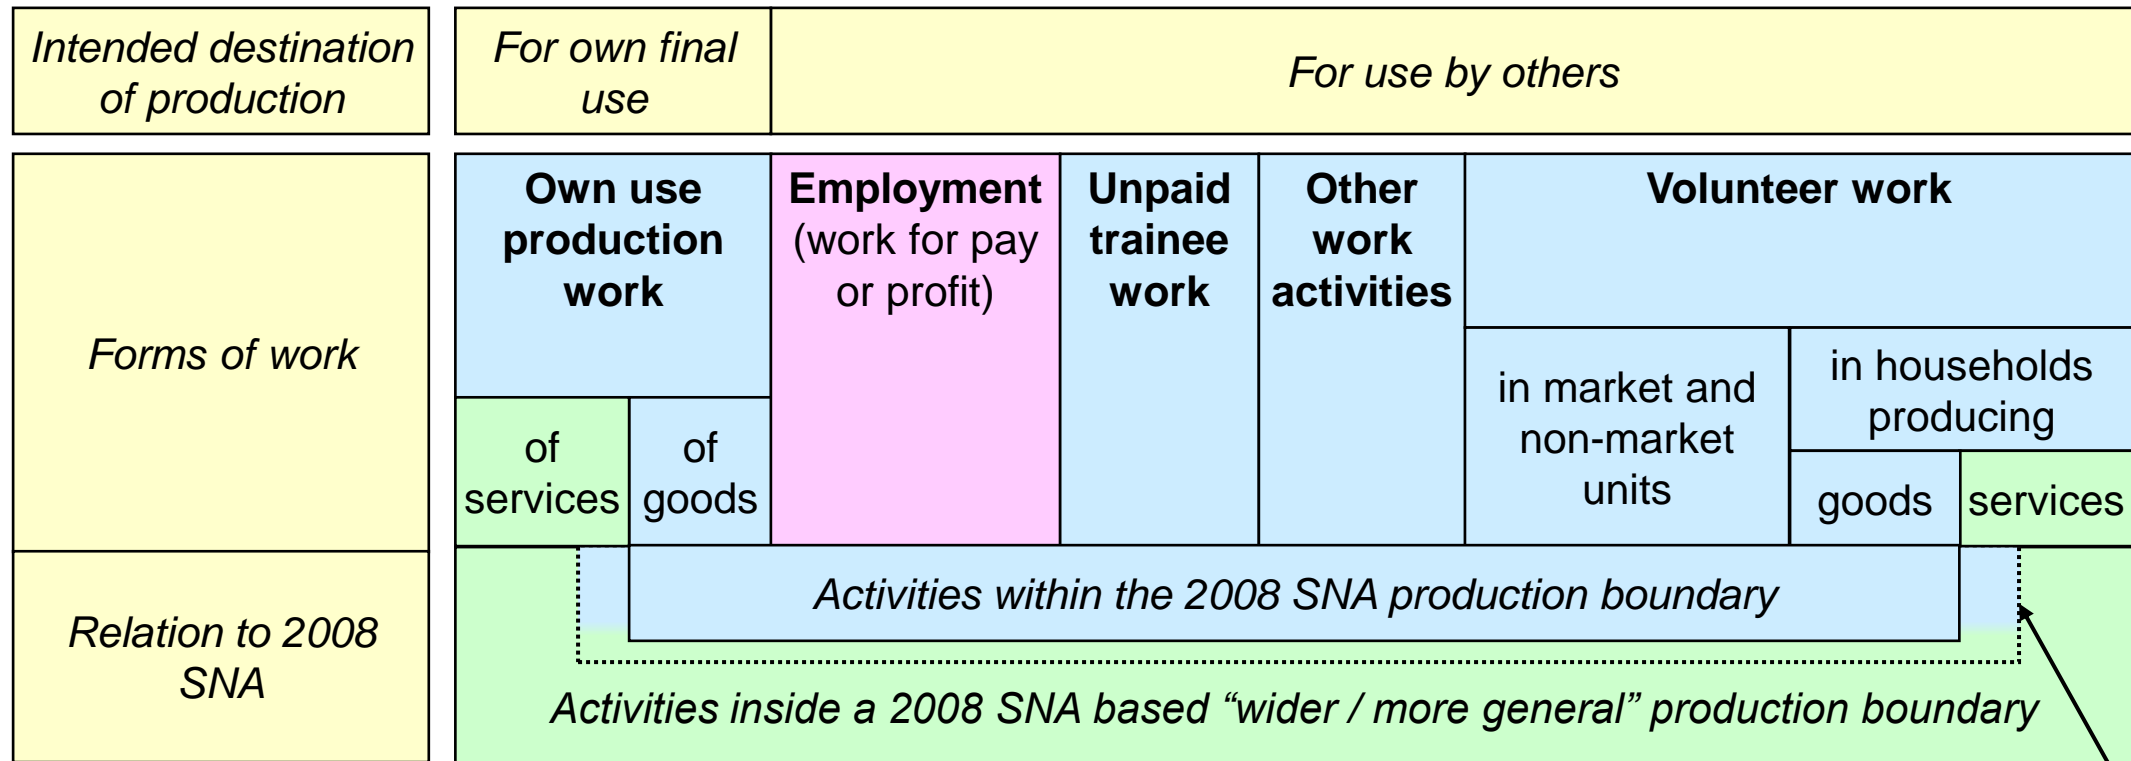 Intended destination
of production
For own final
use
For use by others
Forms of work
Own use
production
work
Employment
(work for pay
or profit)
Unpaid
trainee
work
Other
work
activities
Volunteer work
of
services
of
goods
in market and
non-market
units
in households
producing
goods
services
Relation to 2008
SNA
Activities within the 2008 SNA production boundary
Activities inside a 2008 SNA based “wider / more general” production boundary